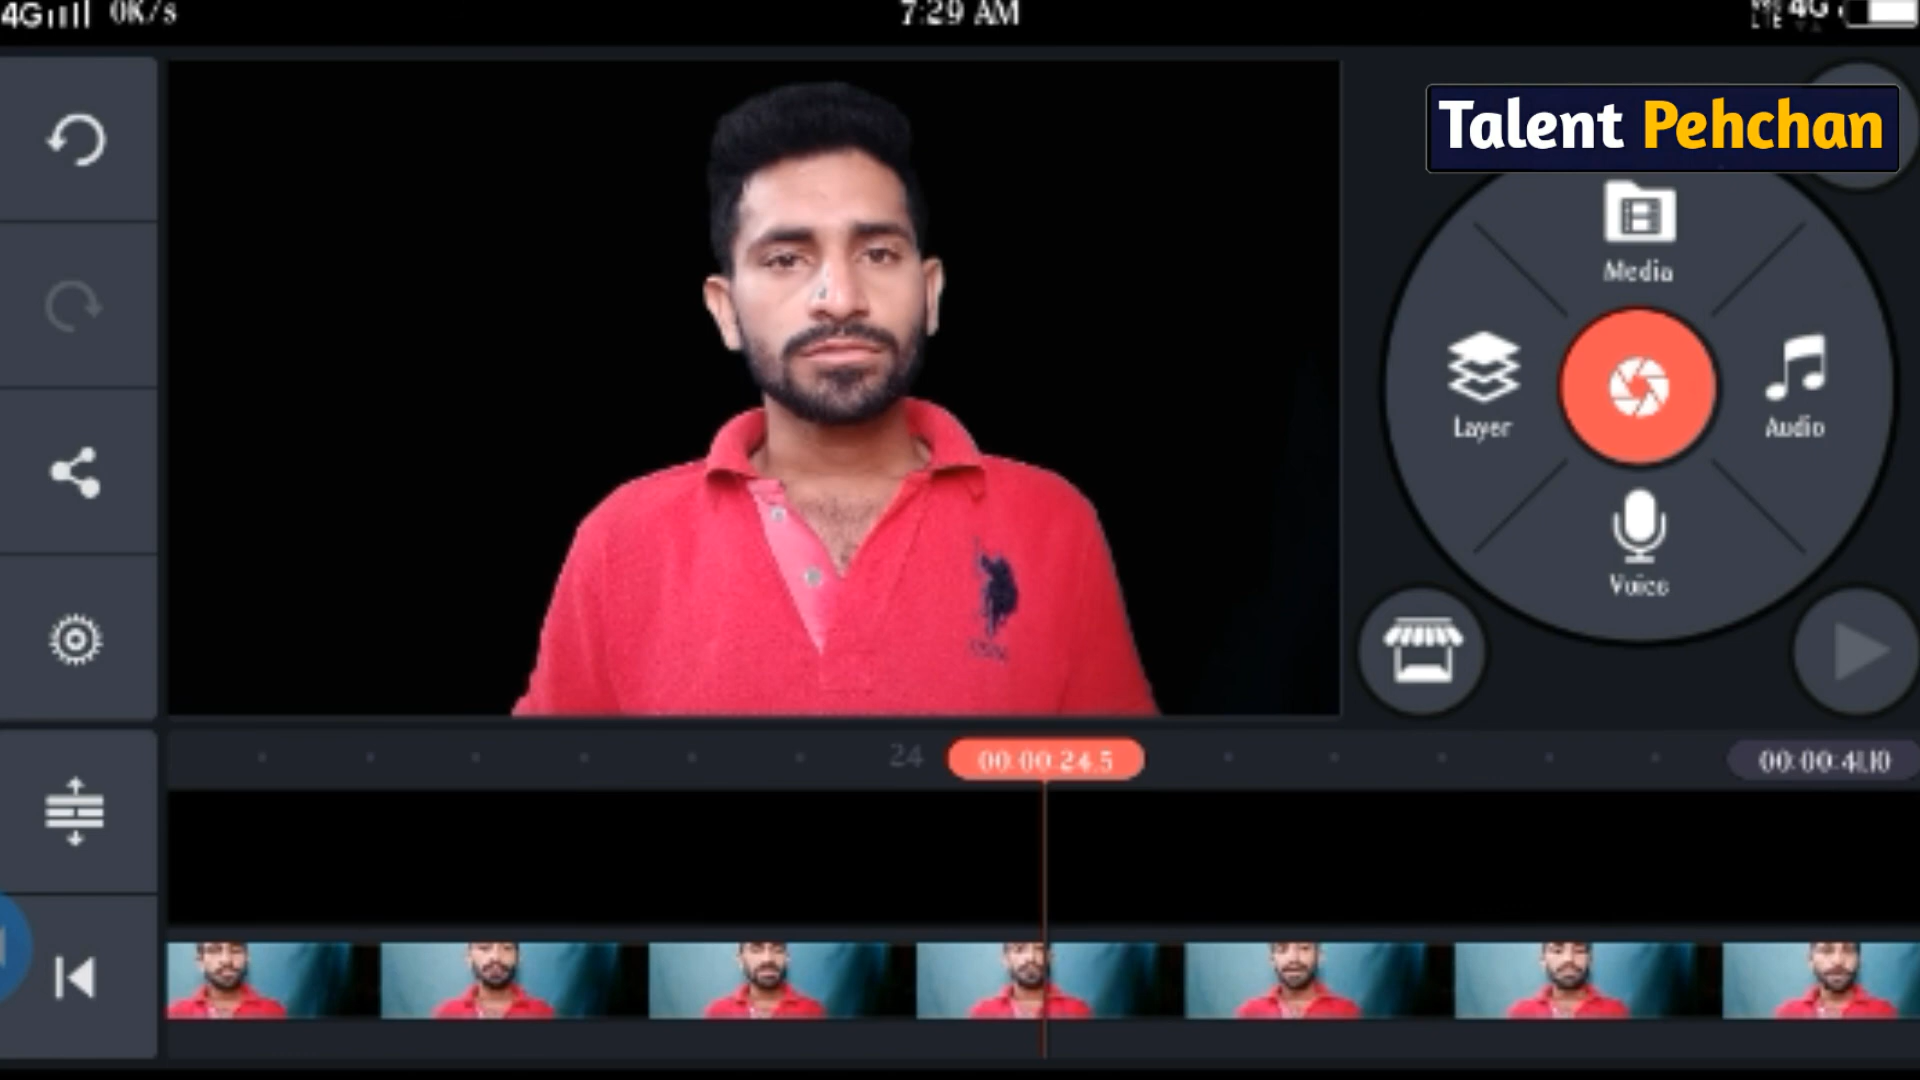 4G 0K/s 7:29 AM 4G
Talent Pehchan
Media
Layer
Audio
Voice
24
00:00:24.5
00:00:41.10